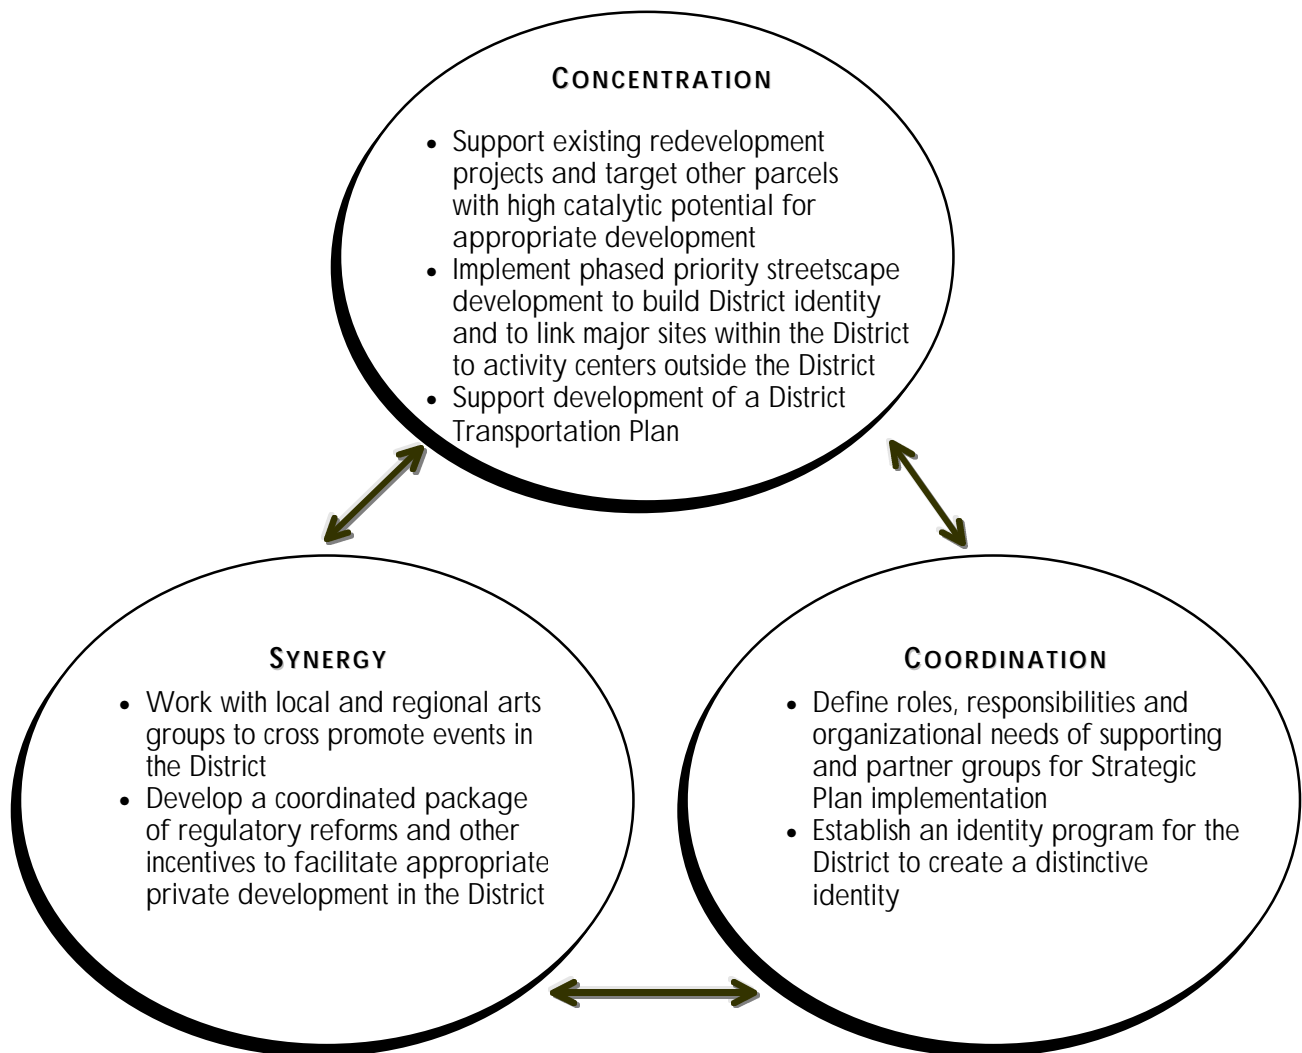 CONCENTRATION
• Support existing redevelopment
projects and target other parcels
with high catalytic potential for
appropriate development
• Implement phased priority streetscape
development to build District identity
and to link major sites within the District
to activity centers outside the District
• Support development of a District
Transportation Plan
SYNERGY
• Work with local and regional arts
groups to cross promote events in
the District
• Develop a coordinated package
of regulatory reforms and other
incentives to facilitate appropriate
private development in the District
COORDINATION
• Define roles, responsibilities and
organizational needs of supporting
and partner groups for Strategic
Plan implementation
• Establish an identity program for the
District to create a distinctive
identity